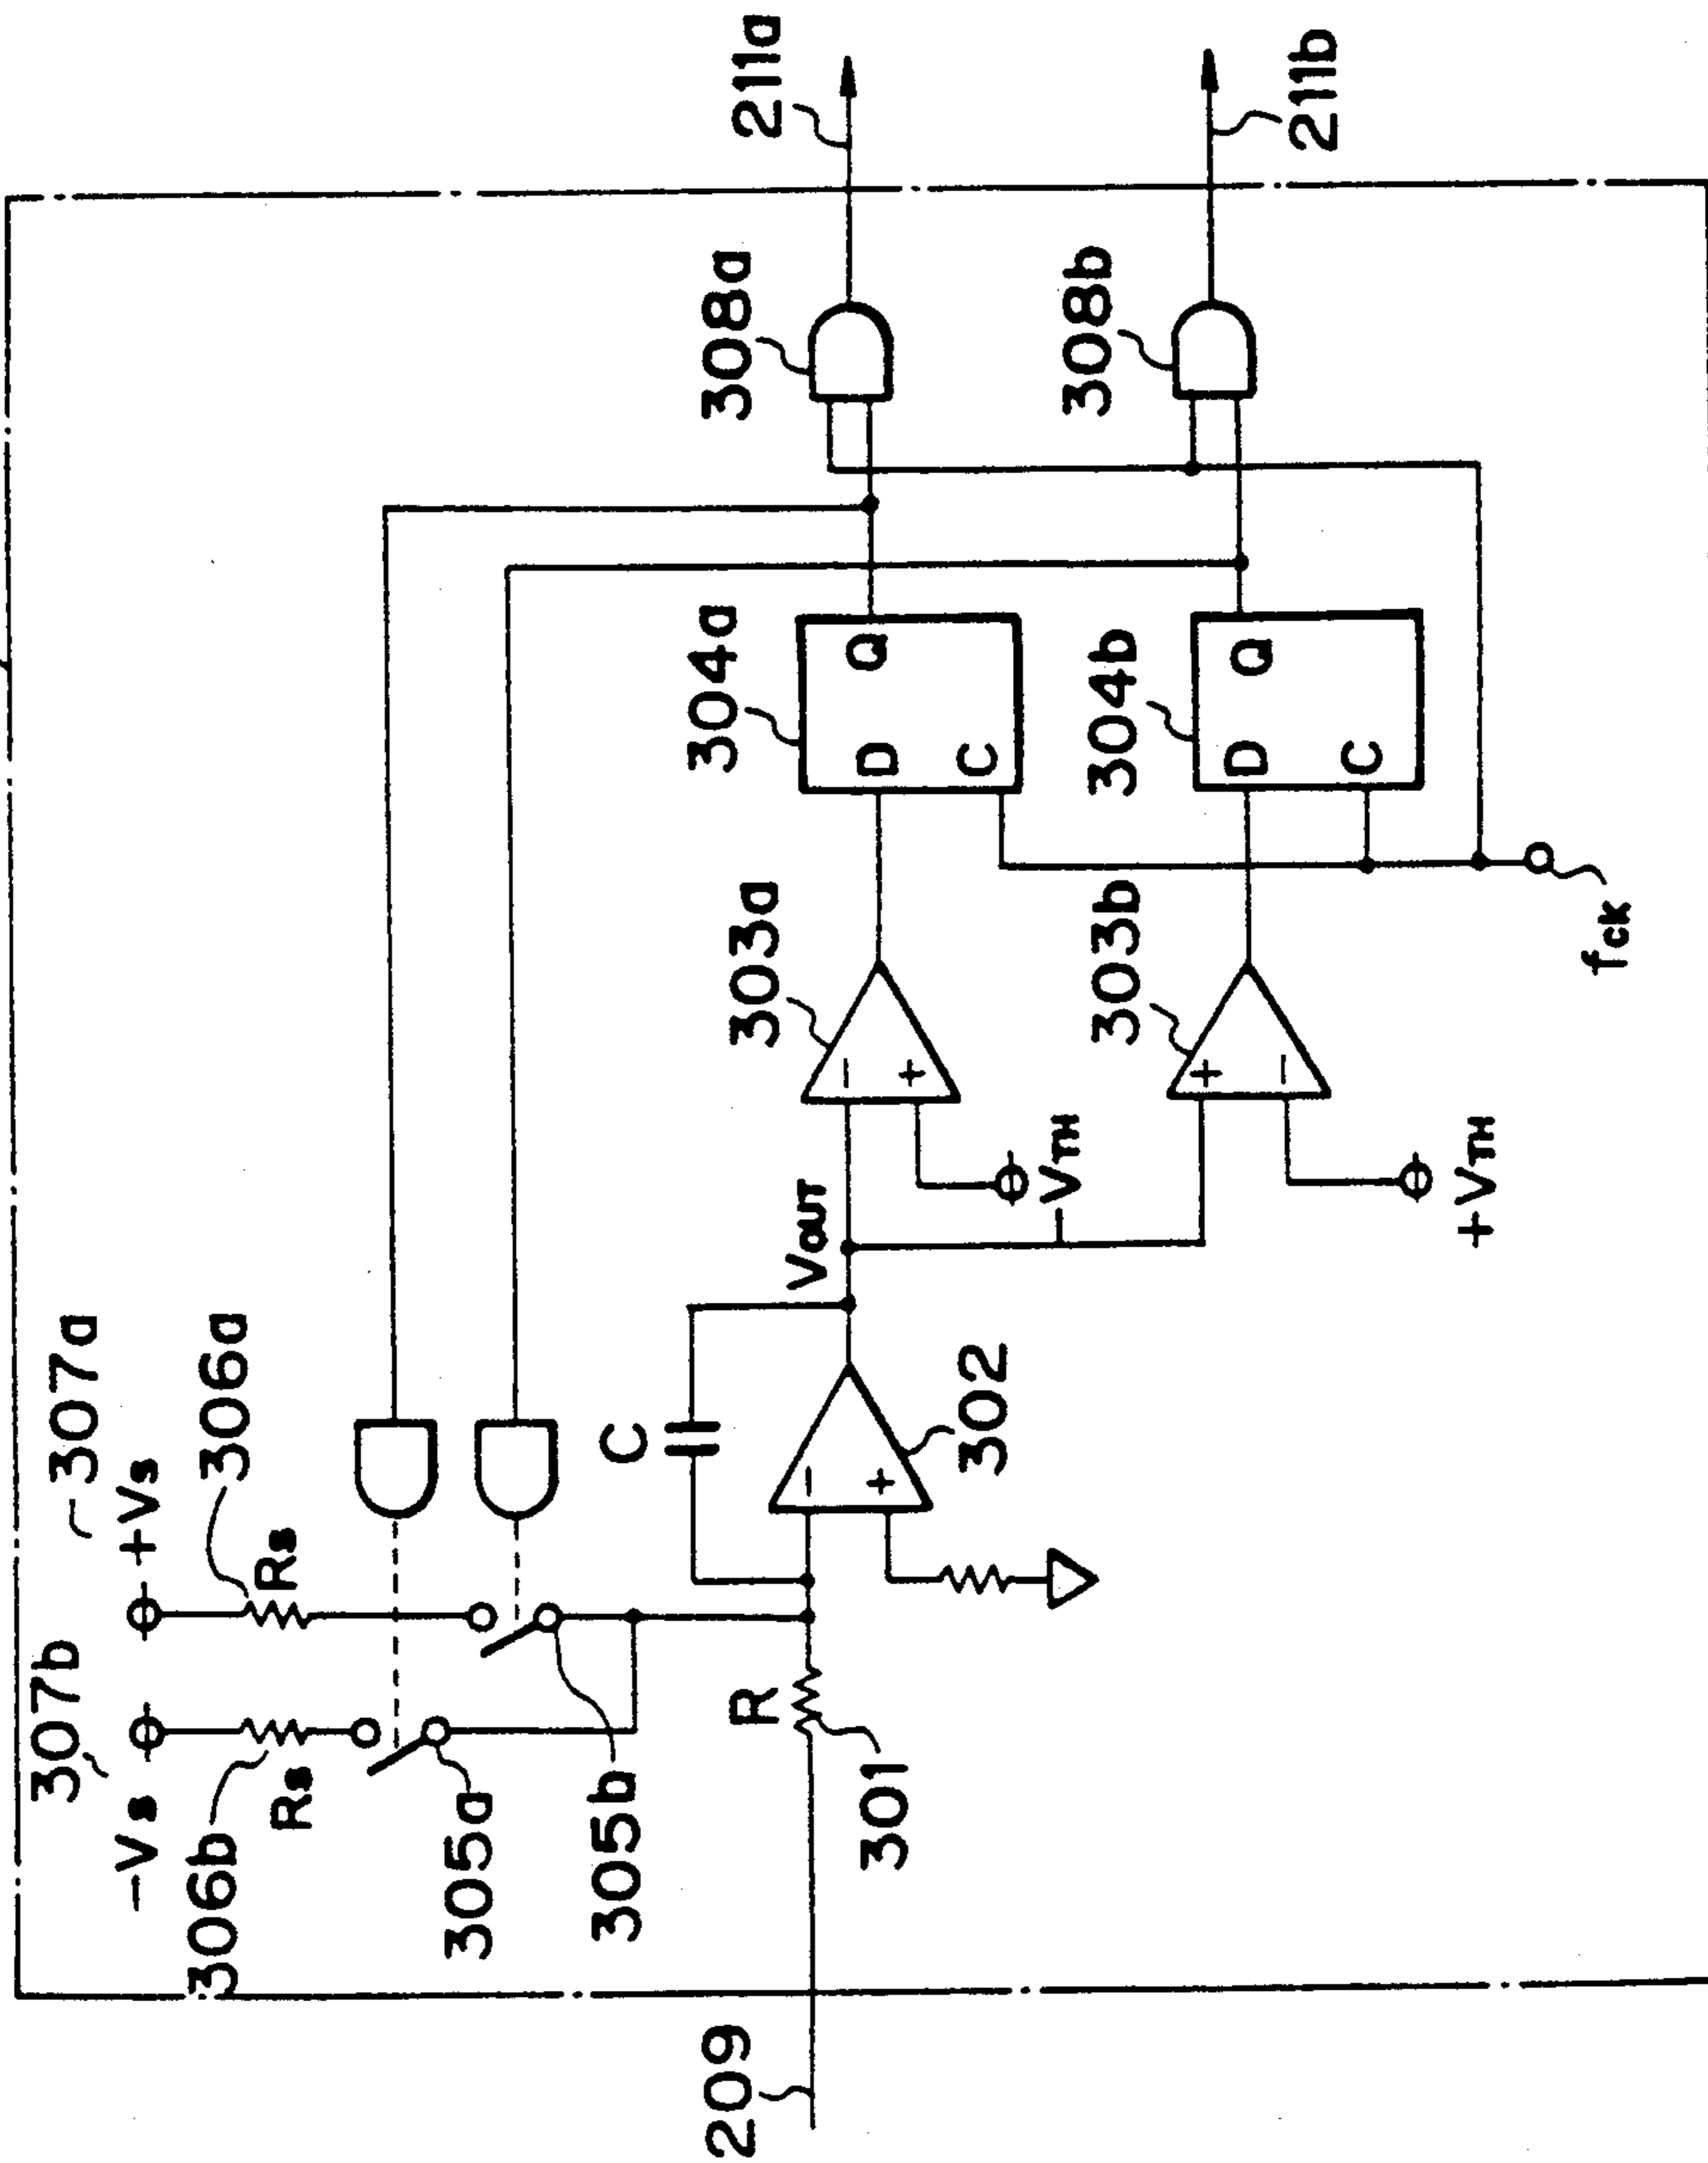 307b
307a
−Vs
+Vs
306b
306a
Rs
Rs
305a
305b
C
R
301
−
+
302
VOUT
−VTH
+VTH
303a
−
+
303b
+
−
304a
D
Q
C
304b
D
Q
C
fCK
308a
308b
209
211a
211b